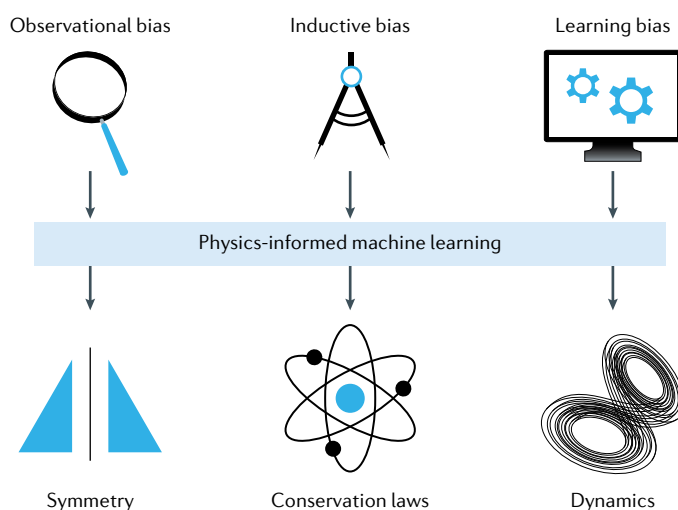 Observational bias
Inductive bias
Learning bias
Physics-informed machine learning
Symmetry
Conservation laws
Dynamics